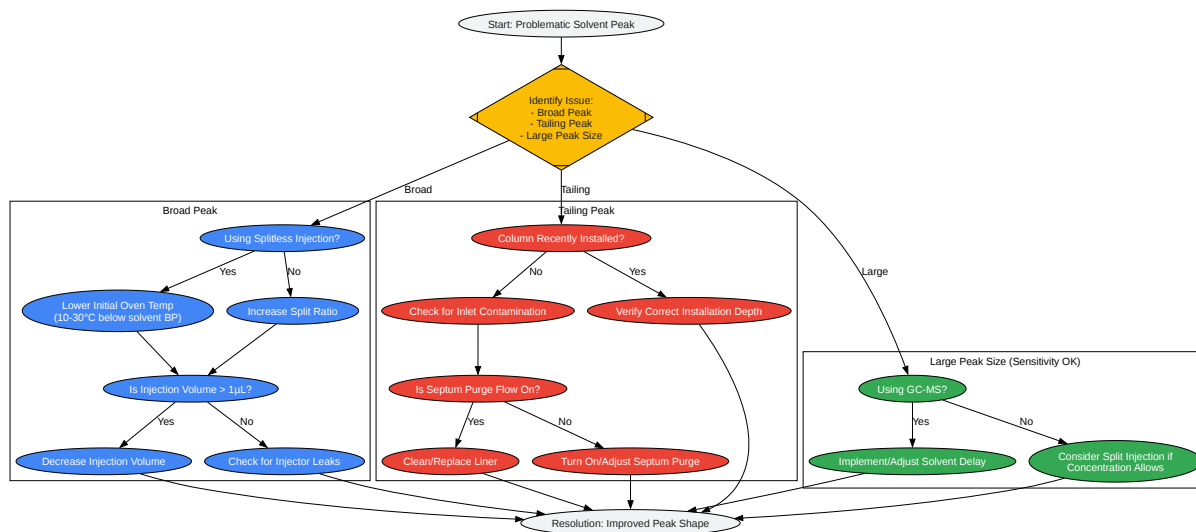 Start: Problematic Solvent Peak
Identify Issue:
- Broad Peak
- Tailing Peak
- Large Peak Size
Broad
Tailing
Large
Broad Peak
Using Splitless Injection?
Yes
No
Lower Initial Oven Temp
(10-30°C below solvent BP)
Increase Split Ratio
Is Injection Volume > 1µL?
Yes
No
Decrease Injection Volume
Check for Injector Leaks
Tailing Peak
Column Recently Installed?
No
Yes
Check for Inlet Contamination
Verify Correct Installation Depth
Is Septum Purge Flow On?
Yes
No
Clean/Replace Liner
Turn On/Adjust Septum Purge
Large Peak Size (Sensitivity OK)
Using GC-MS?
Yes
No
Implement/Adjust Solvent Delay
Consider Split Injection if
Concentration Allows
Resolution: Improved Peak Shape